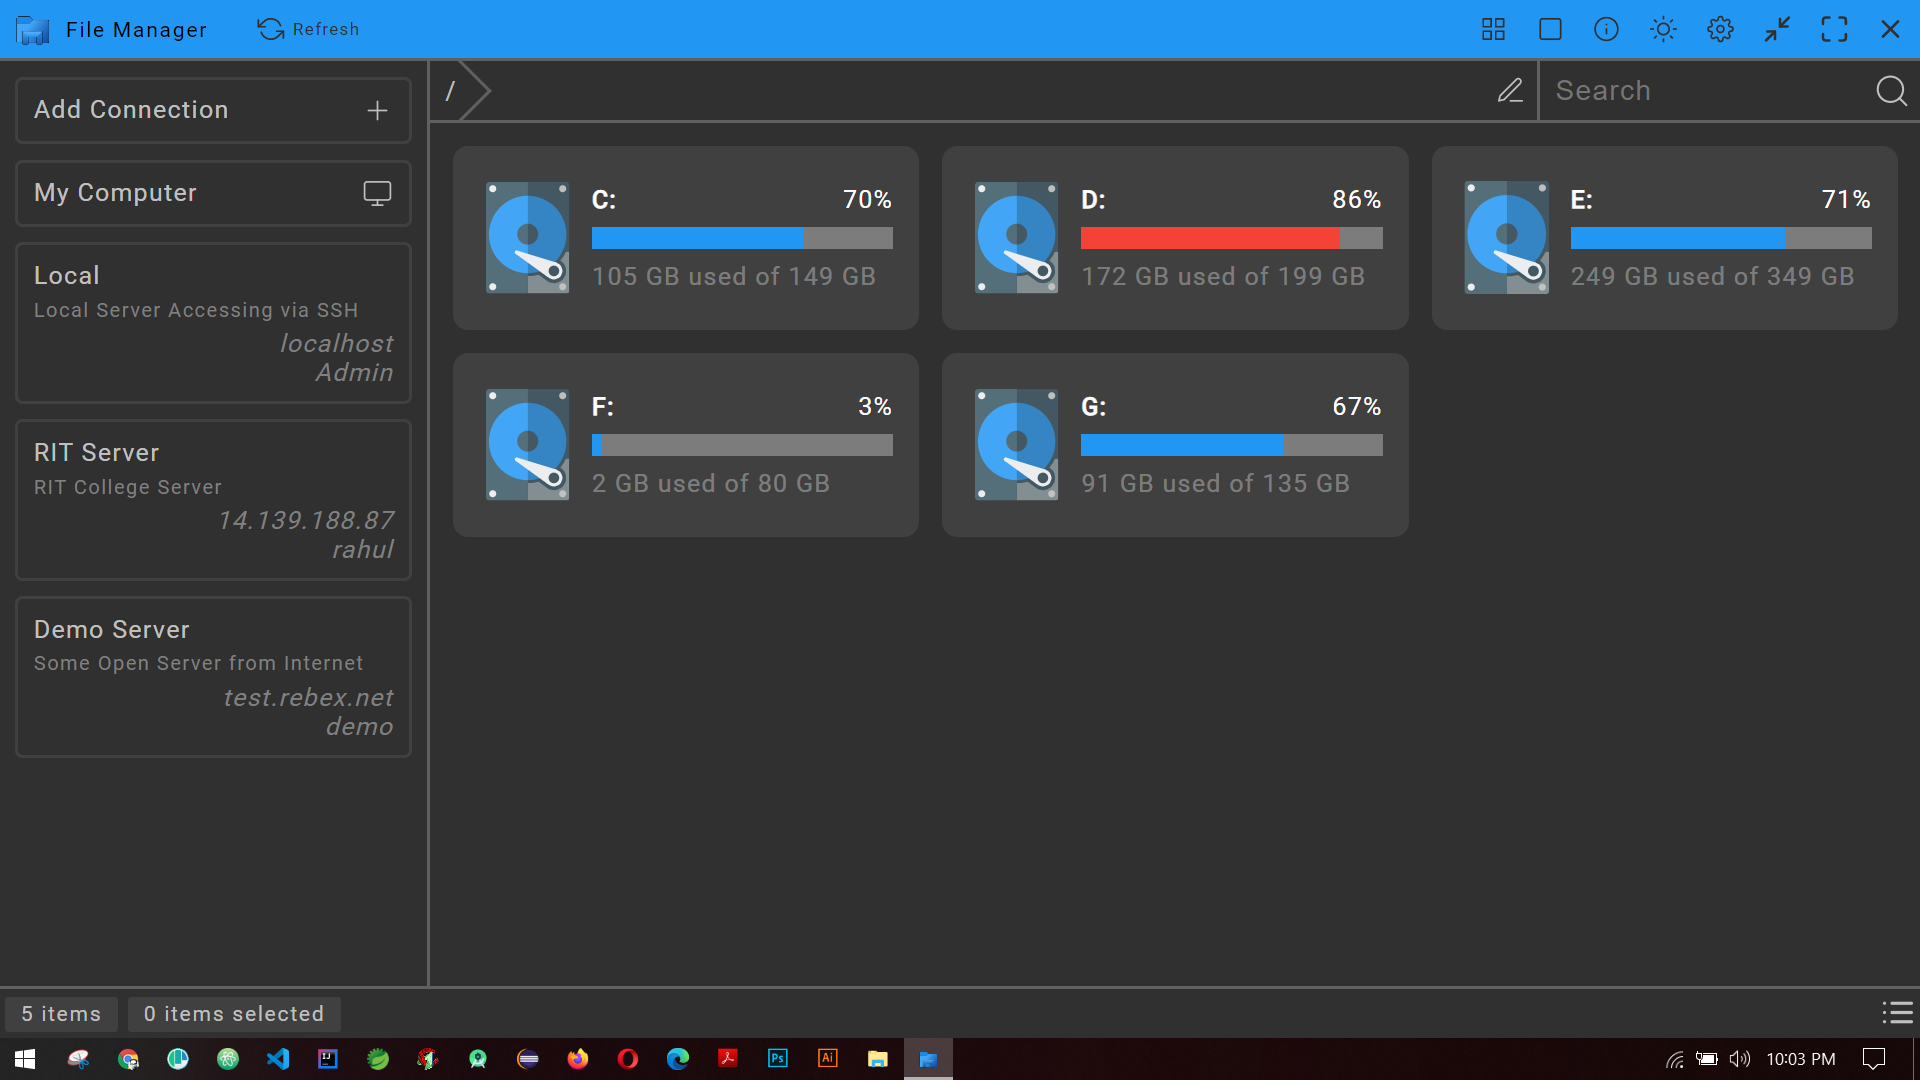 File Manager
Refresh
Add Connection
My Computer
Local
Local Server Accessing via SSH
localhost
Admin
RIT Server
RIT College Server
14.139.188.87
rahul
Demo Server
Some Open Server from Internet
test.rebex.net
demo
/
Search
C: 70%
105 GB used of 149 GB
D: 86%
172 GB used of 199 GB
E: 71%
249 GB used of 349 GB
F: 3%
2 GB used of 80 GB
G: 67%
91 GB used of 135 GB
5 items
0 items selected
IJ
Ps
Ai
10:03 PM